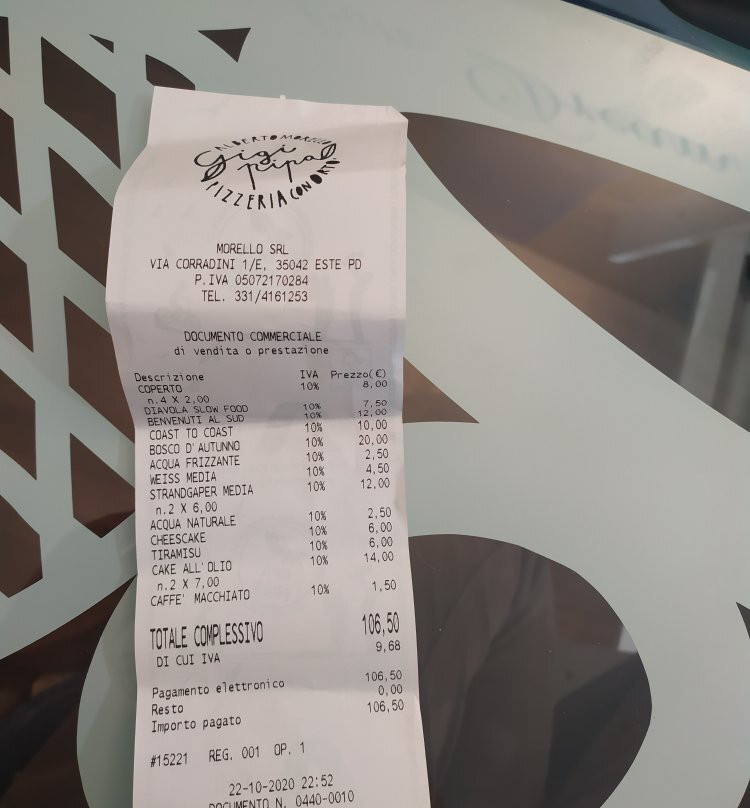 ALBERTO MORELLO
Gigi
Pipa
PIZZERIA CON ORTO
MORELLO SRL
VIA CORRADINI 1/E, 35042 ESTE PD
P.IVA 05072170284
TEL. 331/4161253
DOCUMENTO COMMERCIALE
di vendita o prestazione
Descrizione IVA Prezzo(€)
COPERTO 10% 8,00
n.4 X 2,00
DIAVOLA SLOW FOOD 10% 7,50
BENVENUTI AL SUD 10% 12,00
COAST TO COAST 10% 10,00
BOSCO D'AUTUNNO 10% 20,00
ACQUA FRIZZANTE 10% 2,50
WEISS MEDIA 10% 4,50
STRANDGAPER MEDIA 10% 12,00
n.2 X 6,00
ACQUA NATURALE 10% 2,50
CHEESCAKE 10% 6,00
TIRAMISU 10% 6,00
CAKE ALL'OLIO 10% 14,00
n.2 X 7,00
CAFFE' MACCHIATO 10% 1,50
TOTALE COMPLESSIVO 106,50
DI CUI IVA 9,68
Pagamento elettronico 106,50
Resto 0,00
Importo pagato 106,50
#15221 REG. 001 OP. 1
22-10-2020 22:52
DOCUMENTO N. 0440-0010